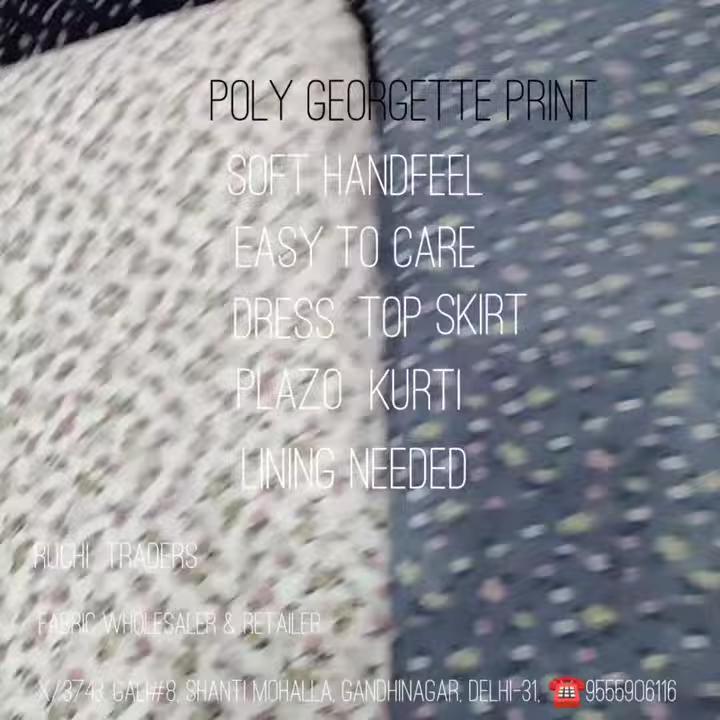 POLY GEORGETTE PRINT
SOFT HANDFEEL
EASY TO CARE
DRESS TOP SKIRT
PLAZO KURTI
LINING NEEDED
RUCHI TRADERS
FABRIC WHOLESALER & RETAILER
X/3743, GALI#8, SHANTI MOHALLA, GANDHINAGAR, DELHI-31, ☎️9555906116